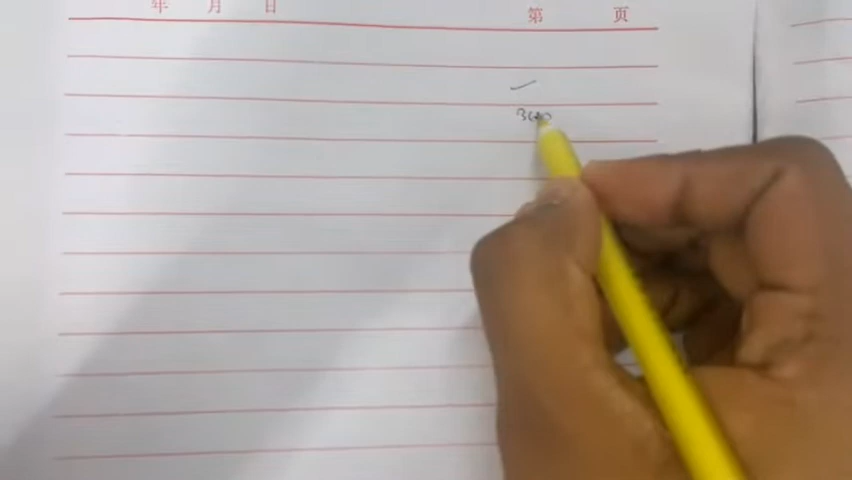 年 月 日 第 页